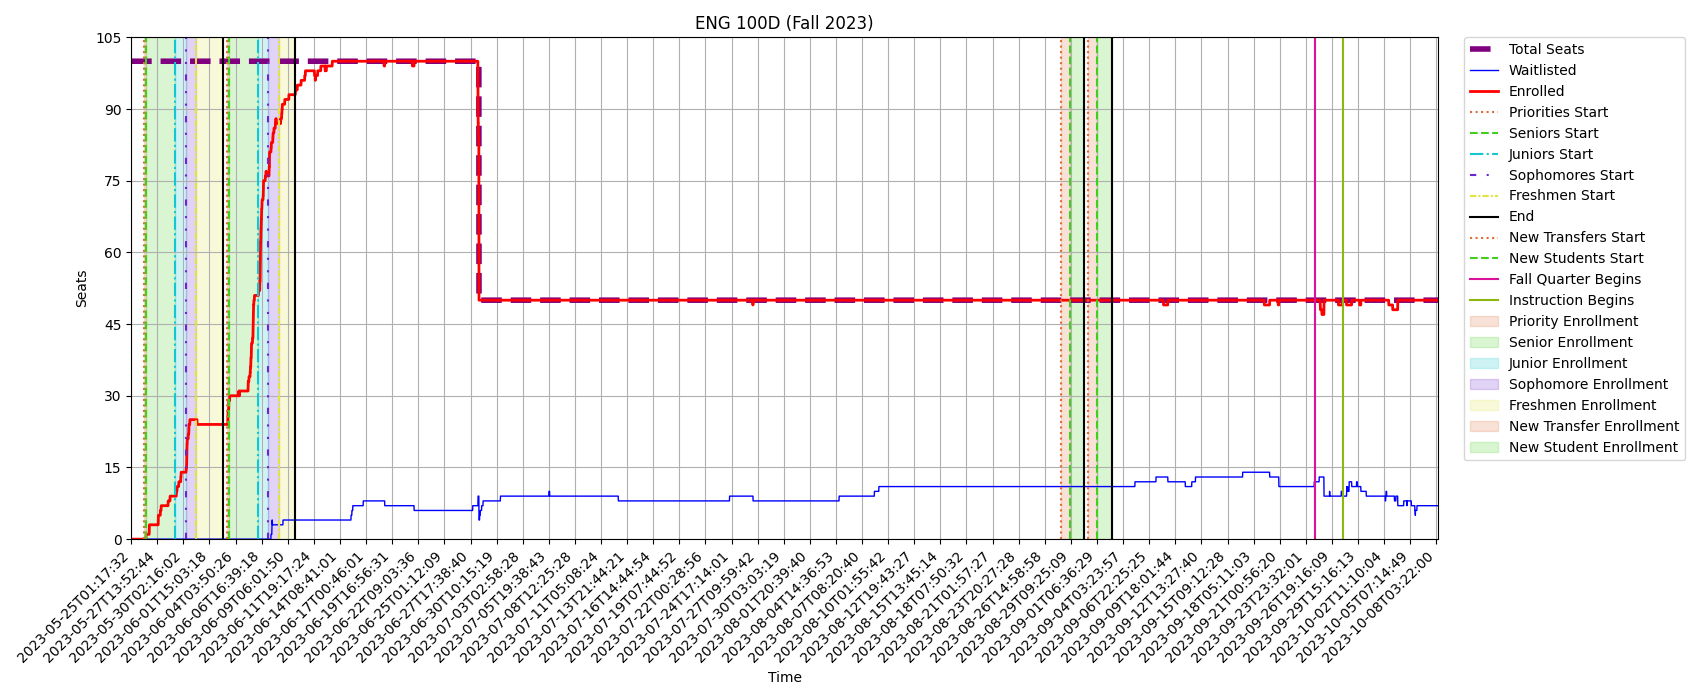 ENG 100D (Fall 2023)
105
90
75
60
45
30
15
0
Seats
2023-05-25T01:17:32
2023-05-27T13:52:44
2023-05-30T02:16:02
2023-06-01T15:03:18
2023-06-04T03:50:26
2023-06-06T16:39:18
2023-06-09T06:01:50
2023-06-11T19:17:24
2023-06-14T08:41:01
2023-06-17T00:46:01
2023-06-19T16:56:31
2023-06-22T09:03:36
2023-06-25T01:12:09
2023-06-27T17:38:40
2023-06-30T10:15:19
2023-07-03T02:58:28
2023-07-05T19:38:43
2023-07-08T12:25:28
2023-07-11T05:08:24
2023-07-13T21:44:21
2023-07-16T14:44:54
2023-07-19T07:44:52
2023-07-22T00:28:56
2023-07-24T17:14:01
2023-07-27T09:59:42
2023-07-30T03:03:19
2023-08-01T20:39:40
2023-08-04T14:36:53
2023-08-07T08:20:40
2023-08-10T01:55:42
2023-08-12T19:43:27
2023-08-15T13:45:14
2023-08-18T07:50:32
2023-08-21T01:57:27
2023-08-23T20:27:28
2023-08-26T14:58:58
2023-08-29T09:25:09
2023-09-01T06:36:29
2023-09-04T03:23:57
2023-09-06T22:25:25
2023-09-09T18:01:44
2023-09-12T13:27:40
2023-09-15T09:12:28
2023-09-18T05:11:03
2023-09-21T00:56:20
2023-09-23T23:32:01
2023-09-26T19:16:09
2023-09-29T15:16:13
2023-10-02T11:10:04
2023-10-05T07:14:49
2023-10-08T03:22:00
Time
Total Seats
Waitlisted
Enrolled
Priorities Start
Seniors Start
Juniors Start
Sophomores Start
Freshmen Start
End
New Transfers Start
New Students Start
Fall Quarter Begins
Instruction Begins
Priority Enrollment
Senior Enrollment
Junior Enrollment
Sophomore Enrollment
Freshmen Enrollment
New Transfer Enrollment
New Student Enrollment